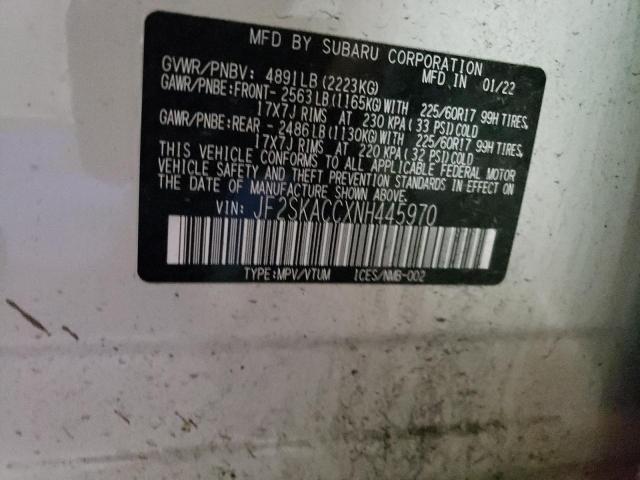 MFD BY SUBARU CORPORATION
GVWR/PNBV: 4891LB (2223KG) MFD IN 01/22
GAWR/PNBE:FRONT- 2563LB (1165KG) WITH 225/60R17 99H TIRES,
17X7J RIMS AT 230 KPA (33 PSI) COLD
GAWR/PNBE:REAR - 2486LB (1130KG) WITH 225/60R17 99H TIRES,
17X7J RIMS AT 220 KPA (32 PSI) COLD
THIS VEHICLE CONFORMS TO ALL APPLICABLE FEDERAL MOTOR
VEHICLE SAFETY AND THEFT PREVENTION STANDARDS IN EFFECT ON
THE DATE OF MANUFACTURE SHOWN ABOVE.
VIN: JF2SKACCXNH445970
TYPE:MPV/VTUM ICES/NMB-002